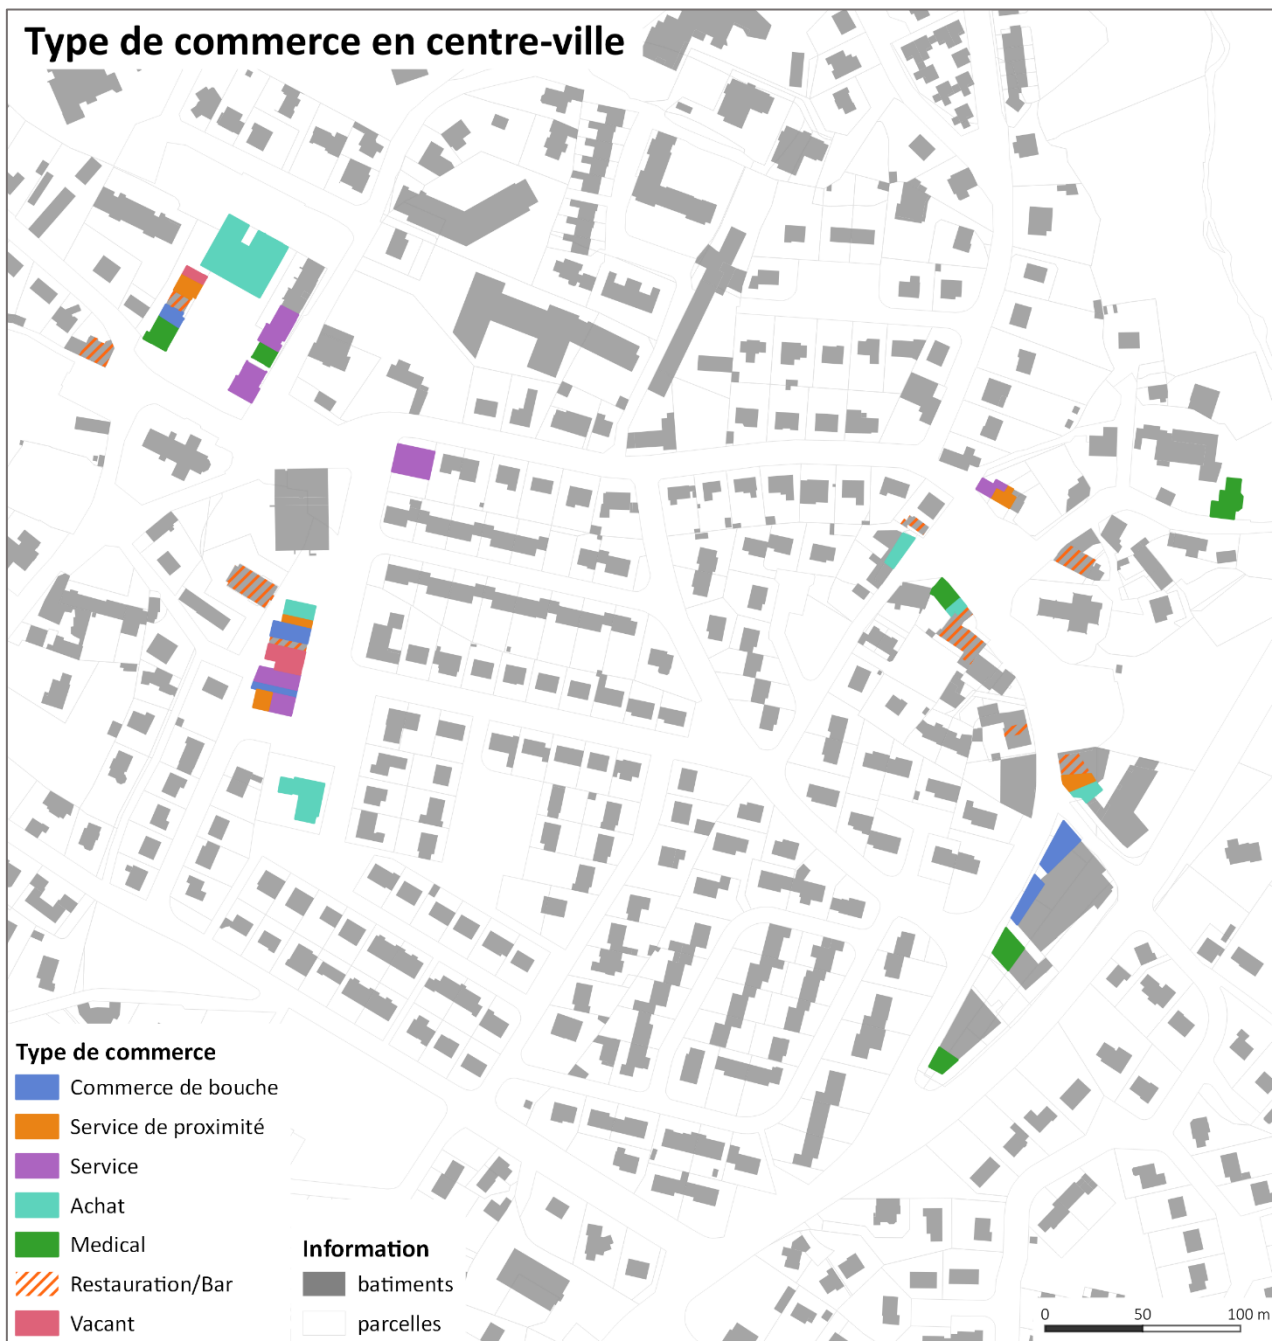 Type de commerce en centre-ville
Type de commerce
Commerce de bouche
Service de proximité
Service
Achat
Medical
Restauration/Bar
Vacant
Information
batiments
parcelles
0 50 100 m